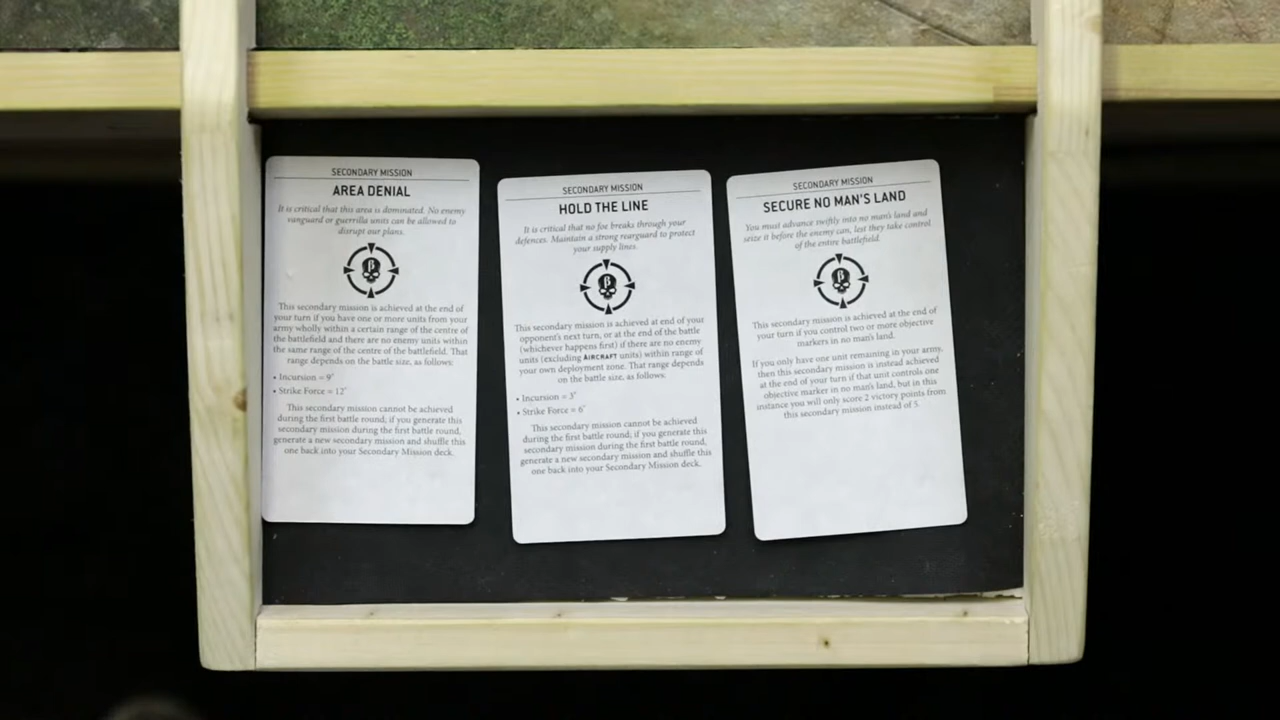 SECONDARY MISSION
AREA DENIAL
It is critical that this area is dominated. No enemy
vanguard or guerrilla units can be allowed to
disrupt our plans.
This secondary mission is achieved at the end of
your turn if you have one or more units from your
army wholly within a certain range of the centre of
the battlefield and there are no enemy units within
the same range of the centre of the battlefield. That
range depends on the battle size, as follows:
• Incursion = 9"
• Strike Force = 12"
This secondary mission cannot be achieved
during the first battle round; if you generate this
secondary mission during the first battle round,
generate a new secondary mission and shuffle this
one back into your Secondary Mission deck.
SECONDARY MISSION
HOLD THE LINE
It is critical that no foe breaks through your
defences. Maintain a strong rearguard to protect
your supply lines.
This secondary mission is achieved at end of your
opponent's next turn, or at the end of the battle
(whichever happens first) if there are no enemy
units (excluding AIRCRAFT units) within range of
your own deployment zone. That range depends
on the battle size, as follows:
• Incursion = 3"
• Strike Force = 6"
This secondary mission cannot be achieved
during the first battle round; if you generate this
secondary mission during the first battle round,
generate a new secondary mission and shuffle this
one back into your Secondary Mission deck.
SECONDARY MISSION
SECURE NO MAN'S LAND
You must advance swiftly into no man's land and
seize it before the enemy can, lest they take control
of the entire battlefield.
This secondary mission is achieved at the end of
your turn if you control two or more objective
markers in no man's land.
If you only have one unit remaining in your army,
then this secondary mission is instead achieved
at the end of your turn if that unit controls one
objective marker in no man's land, but in this
instance you will only score 2 victory points from
this secondary mission instead of 5.